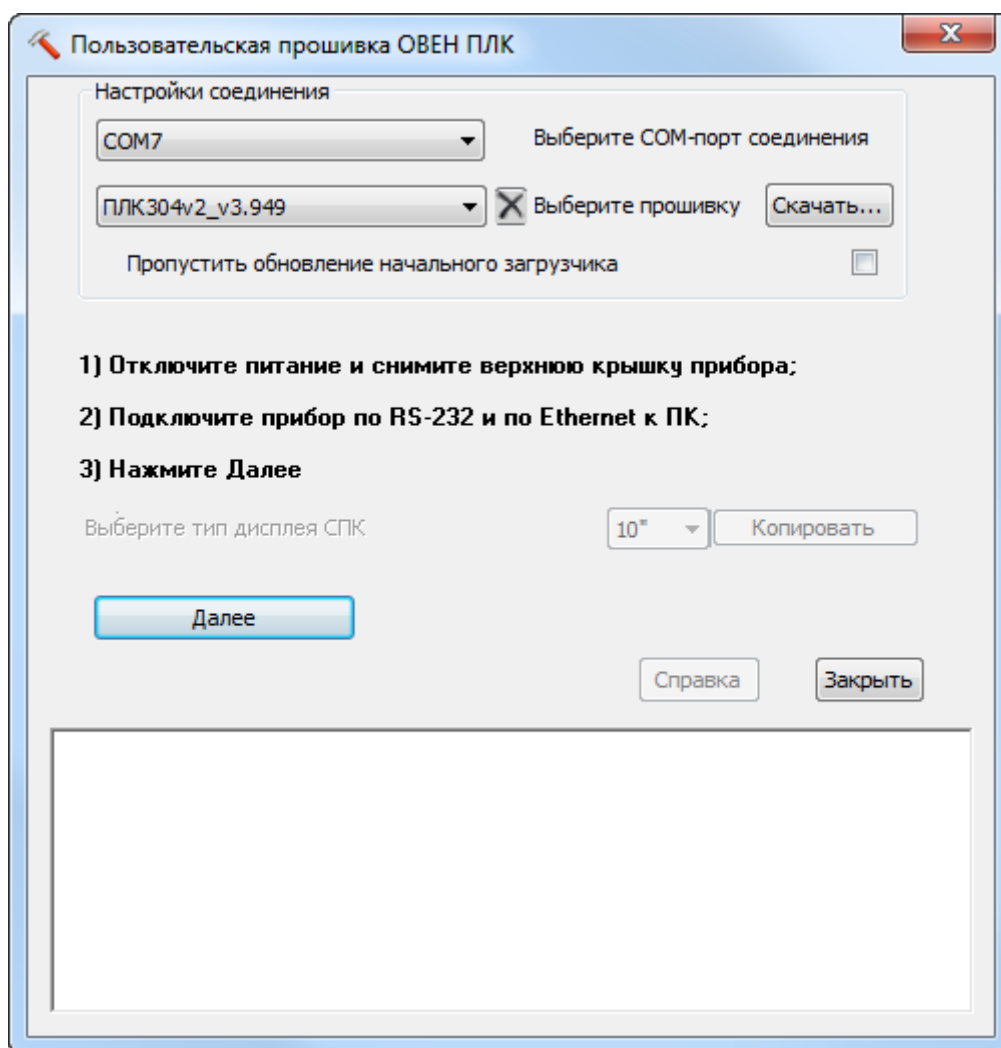 Пользовательская прошивка ОВЕН ПЛК
Настройки соединения
COM7
Выберите COM-порт соединения
ПЛК304v2_v3.949
Выберите прошивку
Скачать...
Пропустить обновление начального загрузчика
1) Отключите питание и снимите верхнюю крышку прибора;
2) Подключите прибор по RS-232 и по Ethernet к ПК;
3) Нажмите Далее
Выберите тип дисплея СПК
10"
Копировать
Далее
Справка
Закрыть